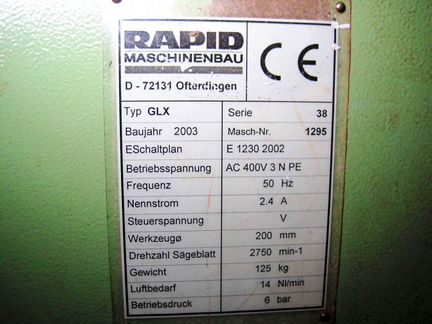 RAPID
MASCHINENBAU
CE
D - 72131 Ofterdingen
Typ GLX Serie 38
Baujahr 2003 Masch-Nr. 1295
ESchaltplan E 1230 2002
Betriebsspannung AC 400V 3 N PE
Frequenz 50 Hz
Nennstrom 2.4 A
Steuerspannung V
Werkzeugø 200 mm
Drehzahl Sägeblatt 2750 min-1
Gewicht 125 kg
Luftbedarf 14 Nl/min
Betriebsdruck 6 bar